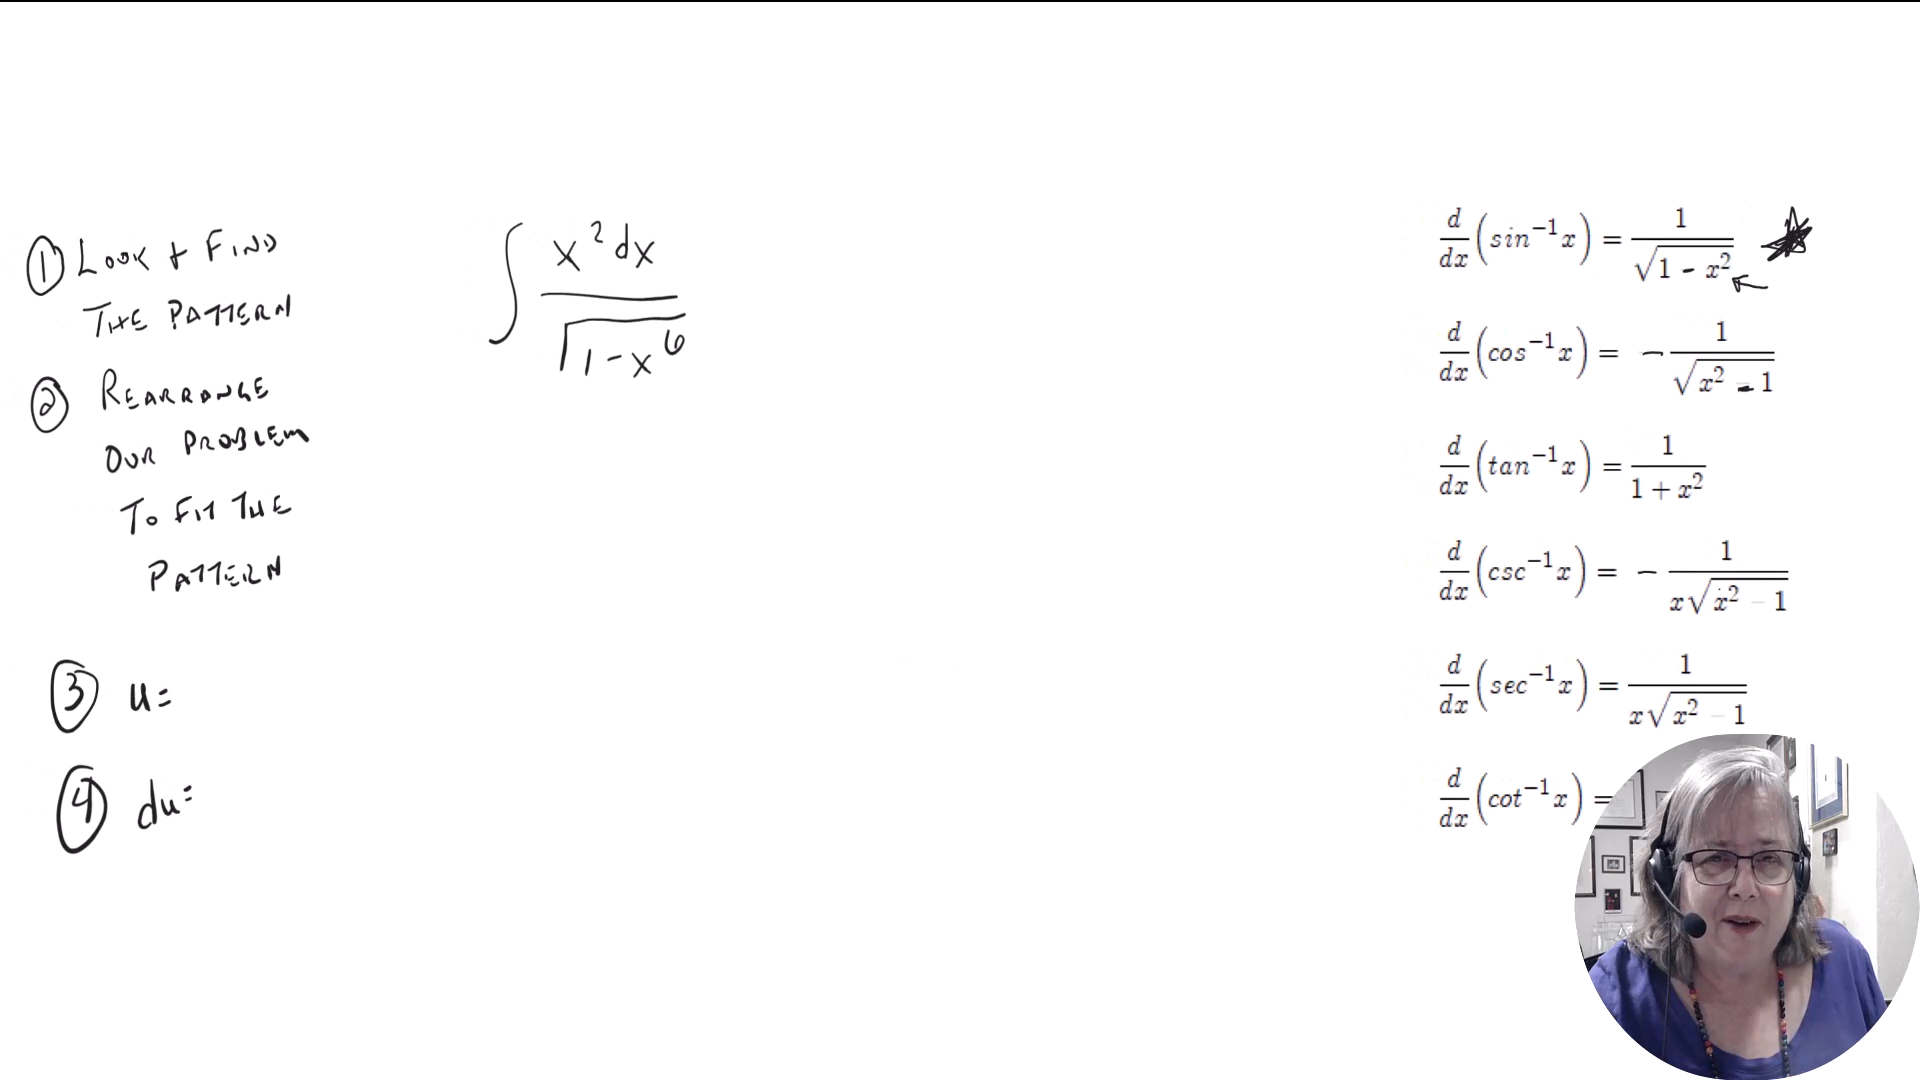 ① LOOK + FIND
THE PATTERN
② REARRANGE
OUR PROBLEM
TO FIT THE
PATTERN
③ u=
④ du=
∫ x² dx / √(1-x⁶)
d/dx (sin⁻¹x) = 1 / √(1 - x²)
d/dx (cos⁻¹x) = - 1 / √(x² - 1)
d/dx (tan⁻¹x) = 1 / (1 + x²)
d/dx (csc⁻¹x) = - 1 / (x√(x² - 1))
d/dx (sec⁻¹x) = 1 / (x√(x² - 1))
d/dx (cot⁻¹x) =